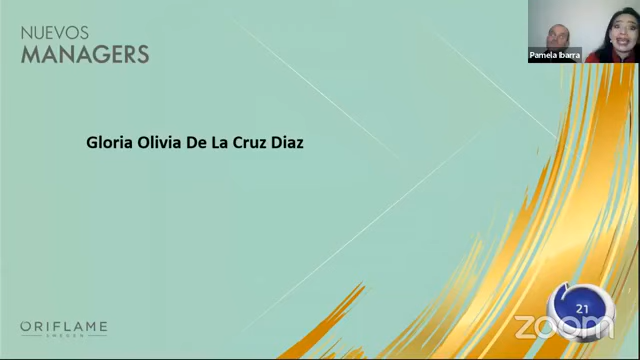 NUEVOS
MANAGERS
Pamela Ibarra
Gloria Olivia De La Cruz Diaz
21
zoom
ORIFLAME
SWEDEN